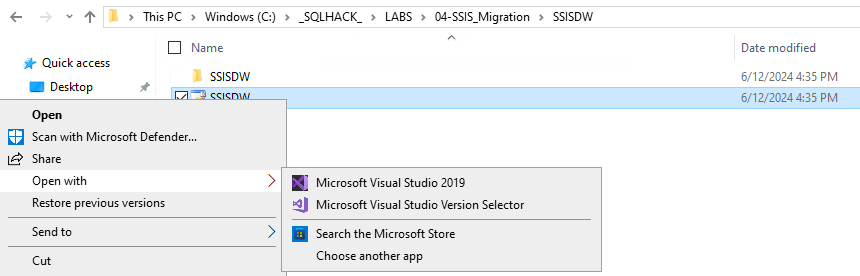 This PC > Windows (C:) > _SQLHACK_ > LABS > 04-SSIS_Migration > SSISDW
Name Date modified
Quick access
SSISDW 6/12/2024 4:35 PM
Desktop
SSISDW 6/12/2024 4:35 PM
Open
Scan with Microsoft Defender...
Share
Open with
Restore previous versions
Send to
Cut
Microsoft Visual Studio 2019
Microsoft Visual Studio Version Selector
Search the Microsoft Store
Choose another app